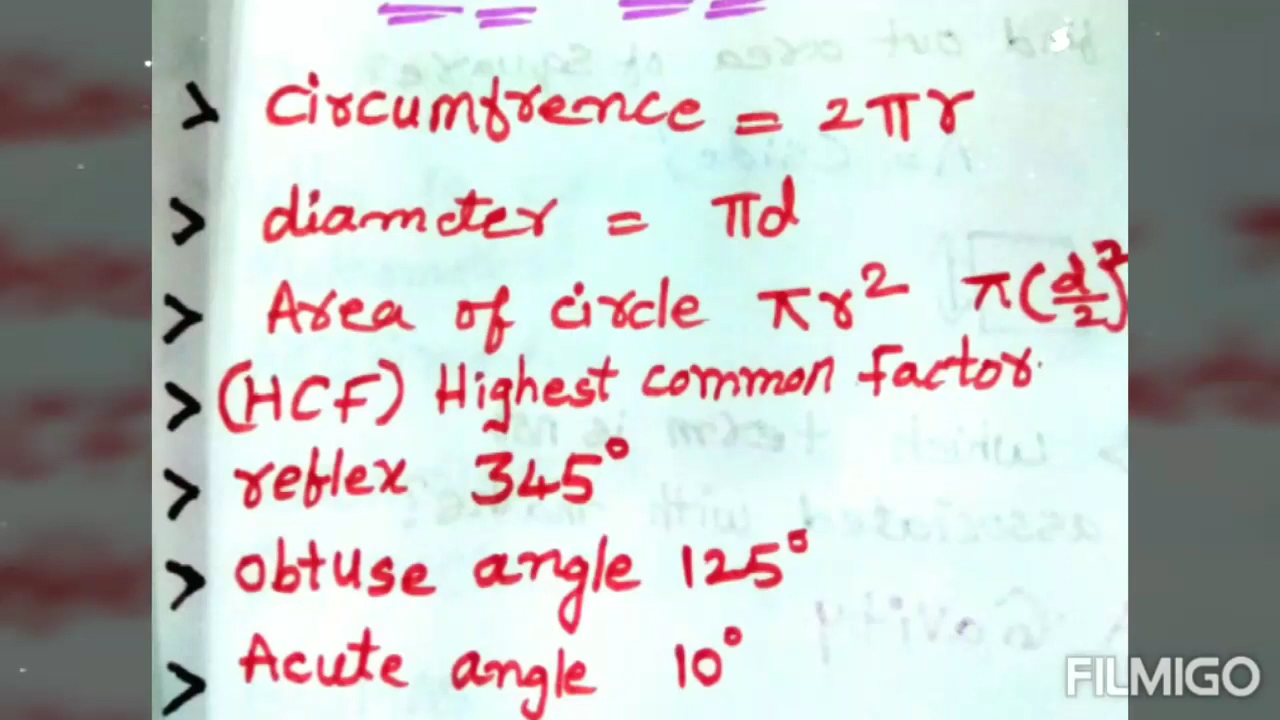 > Circumfrence = 2πr
> diameter = πd
> Area of circle πr² π(d/2)²
> (HCF) Highest common Factor.
> reflex 345°
> obtuse angle 125°
> Acute angle 10°
FILMIGO